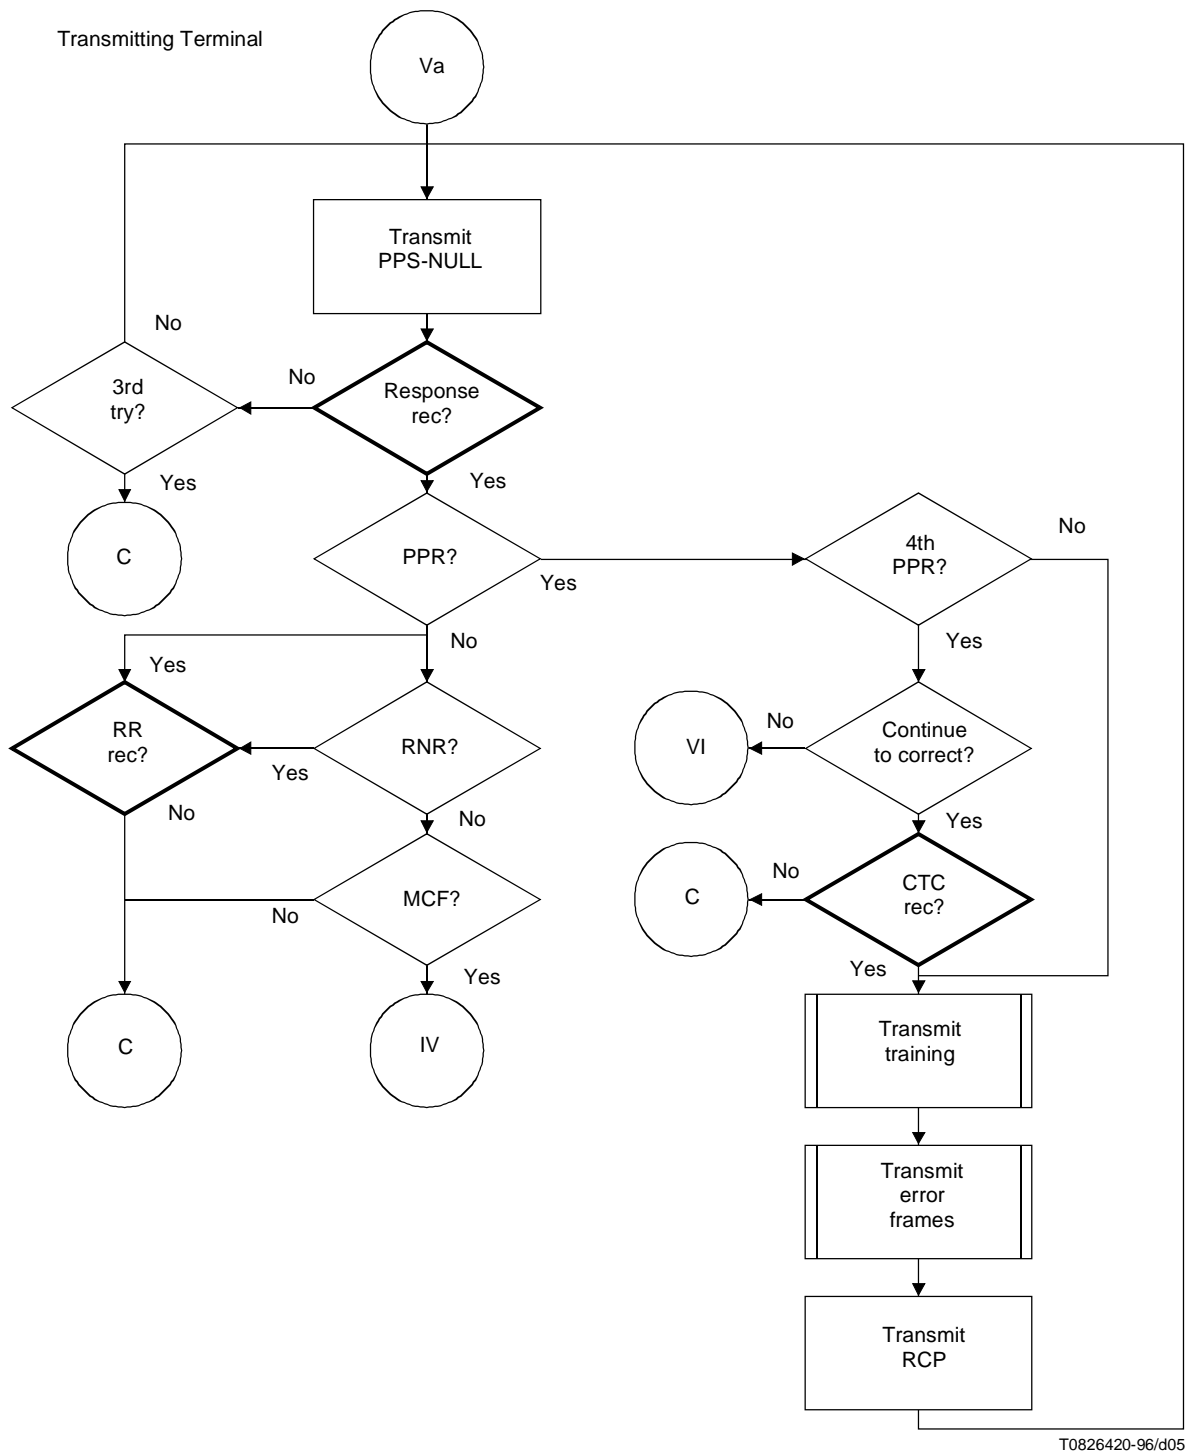 Transmitting Terminal
Va
Transmit
PPS-NULL
No
3rd
try?
No
Response
rec?
Yes
Yes
C
PPR?
Yes
4th
PPR?
No
No
Yes
Yes
RR
rec?
No
Yes
RNR?
No
VI
No
Continue
to correct?
Yes
No
MCF?
Yes
C
No
CTC
rec?
Yes
C
IV
Transmit
training
Transmit
error
frames
Transmit
RCP
T0826420-96/d05